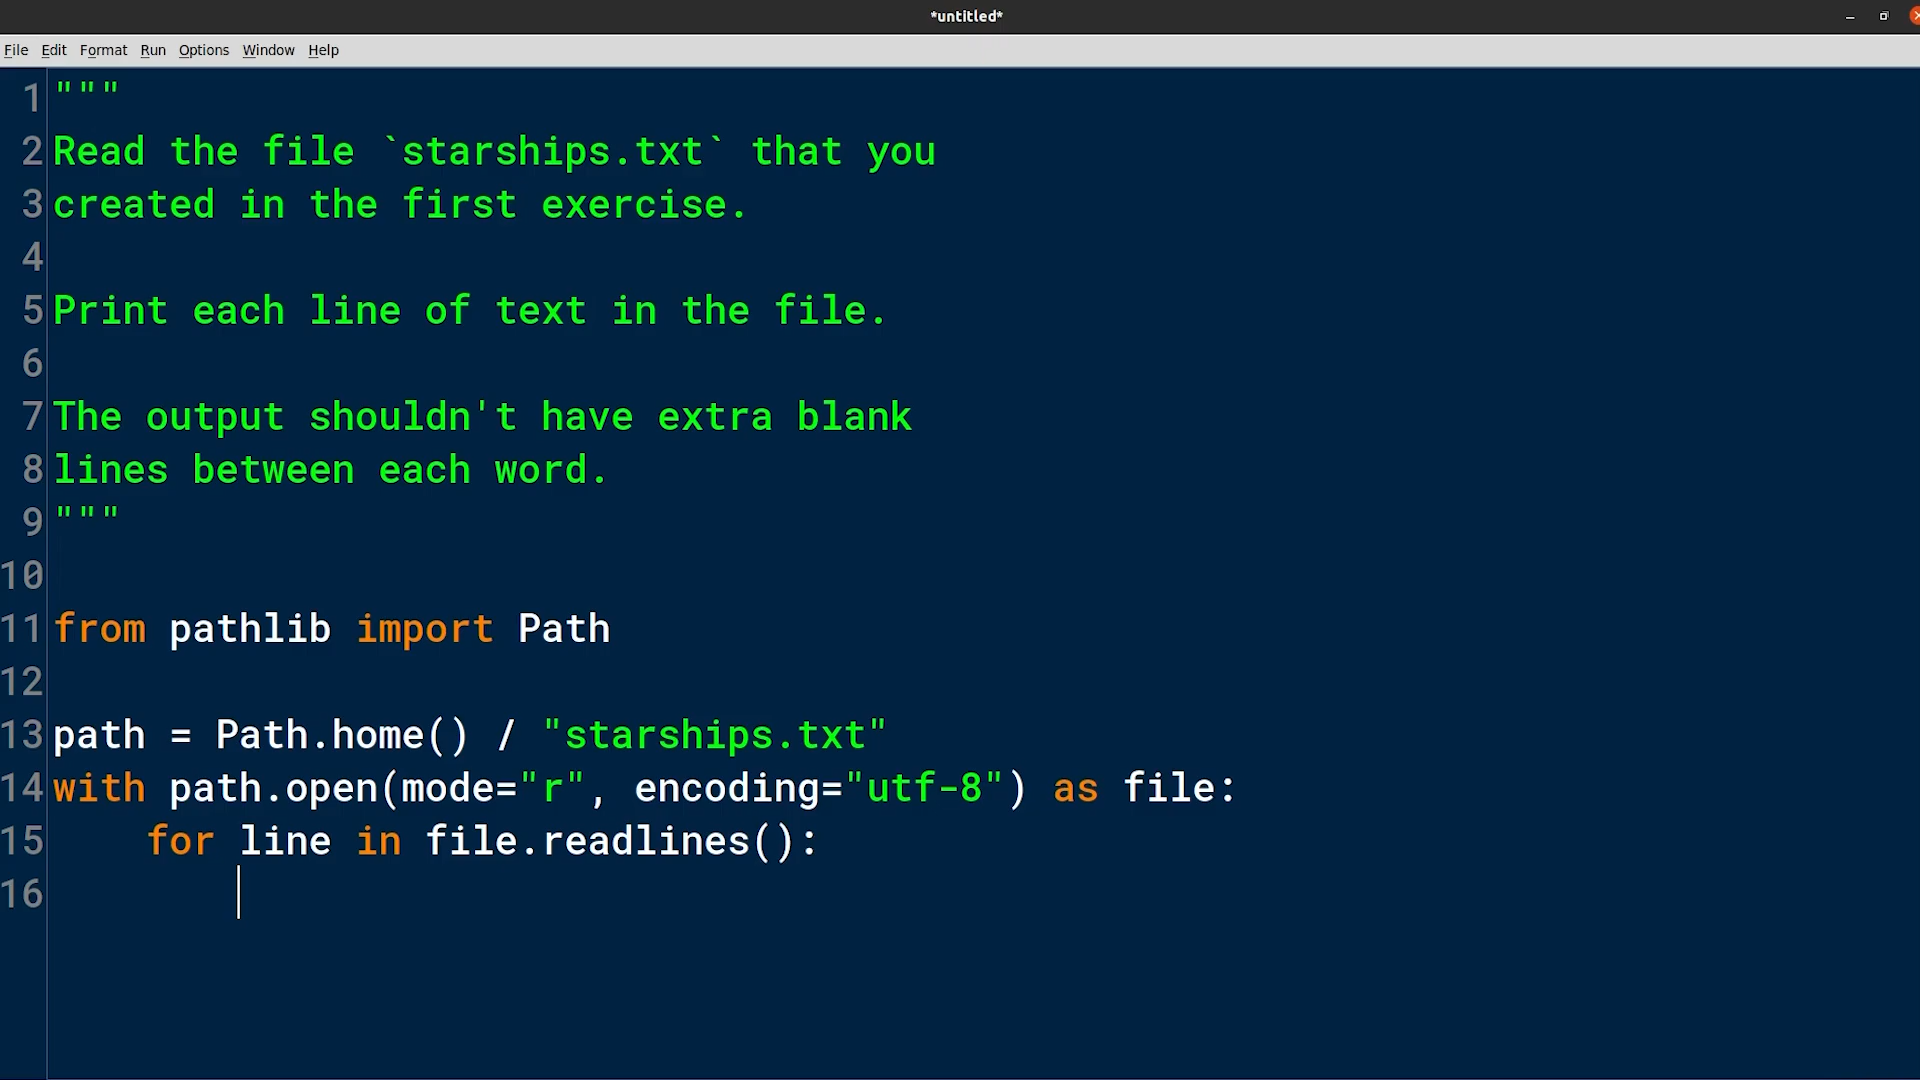 *untitled*
File Edit Format Run Options Window Help
1 """
2 Read the file `starships.txt` that you
3 created in the first exercise.
4
5 Print each line of text in the file.
6
7 The output shouldn't have extra blank
8 lines between each word.
9 """
10
11 from pathlib import Path
12
13 path = Path.home() / "starships.txt"
14 with path.open(mode="r", encoding="utf-8") as file:
15     for line in file.readlines():
16